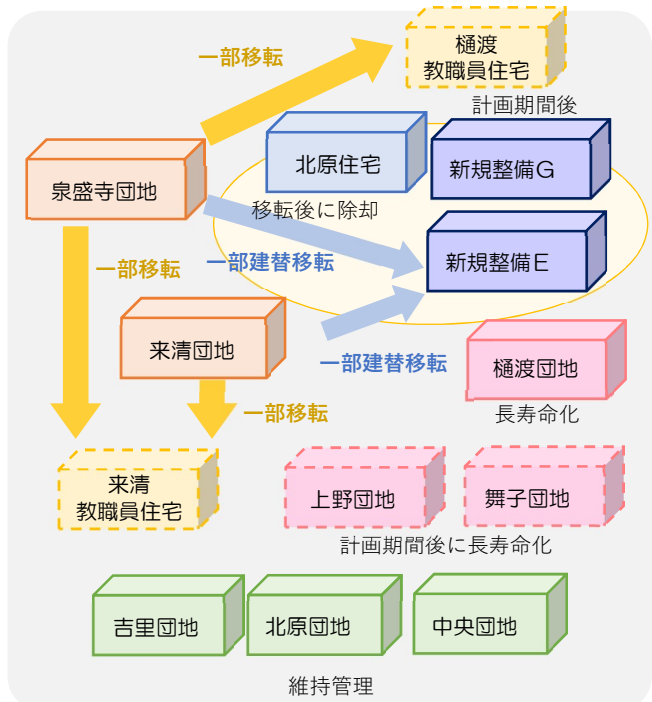 一部移転
樋渡
教職員住宅
計画期間後
北原住宅
新規整備G
泉盛寺団地
移転後に除却
一部建替移転
新規整備E
一部移転
来清団地
一部建替移転
樋渡団地
長寿命化
一部移転
来清
教職員住宅
上野団地
舞子団地
計画期間後に長寿命化
吉里団地
北原団地
中央団地
維持管理